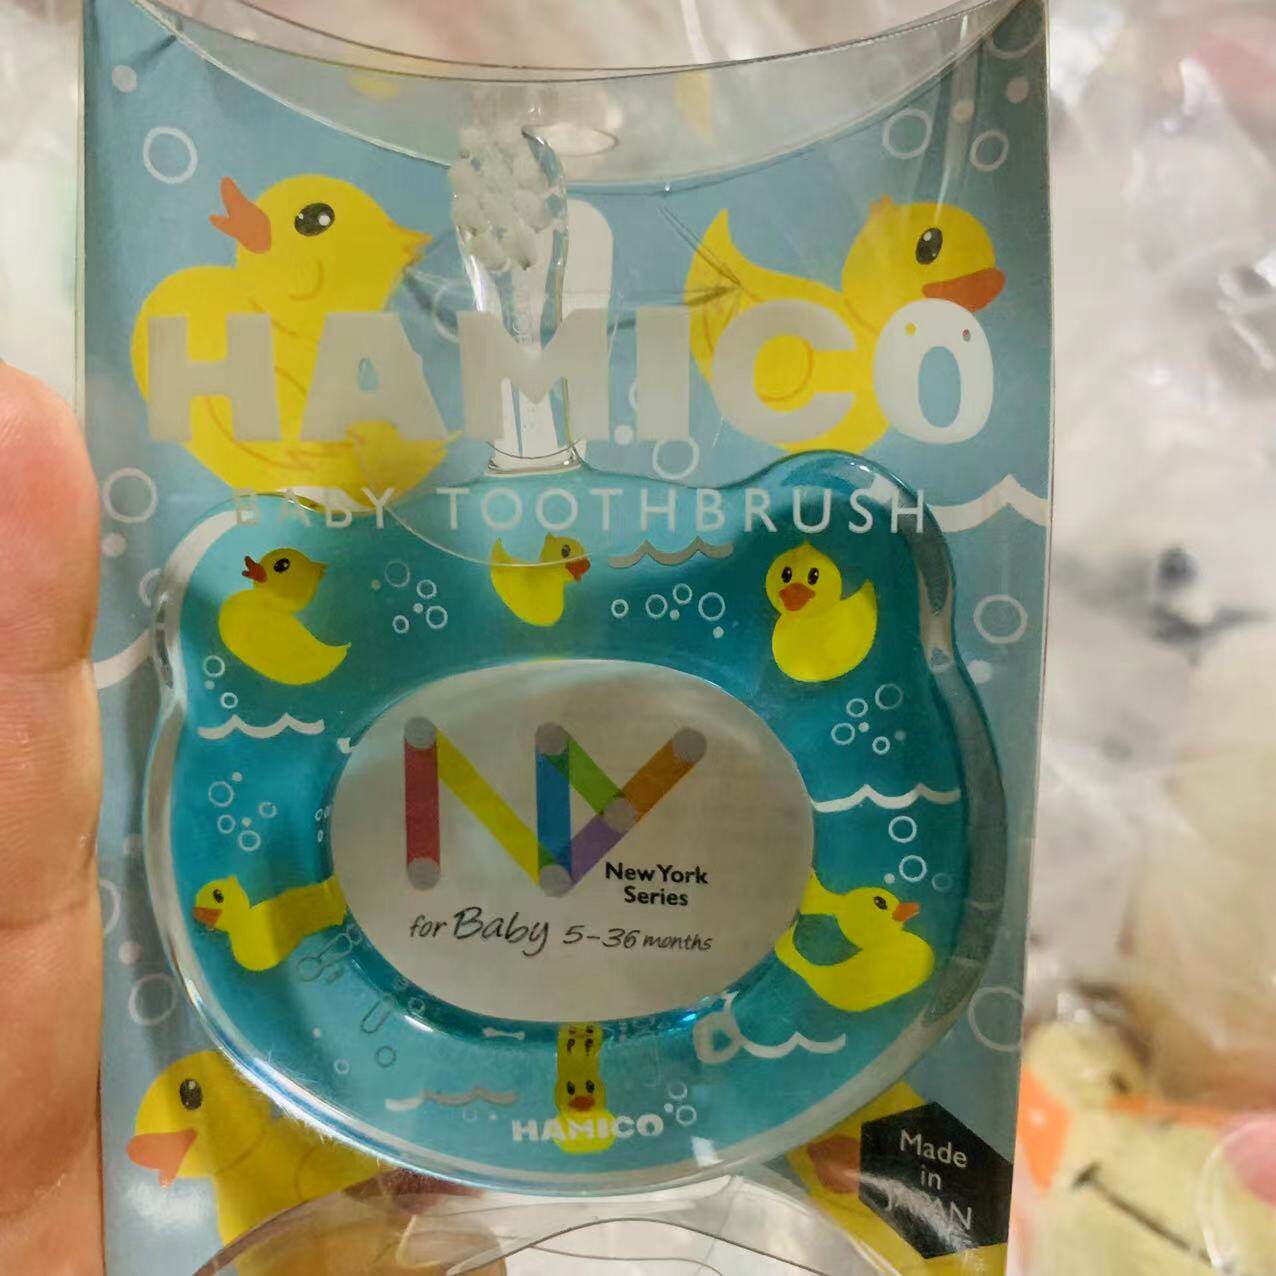 HAMICO
BABY TOOTHBRUSH
NY
New York
Series
for Baby 5-36 months
HAMICO
Made
in
JAPAN